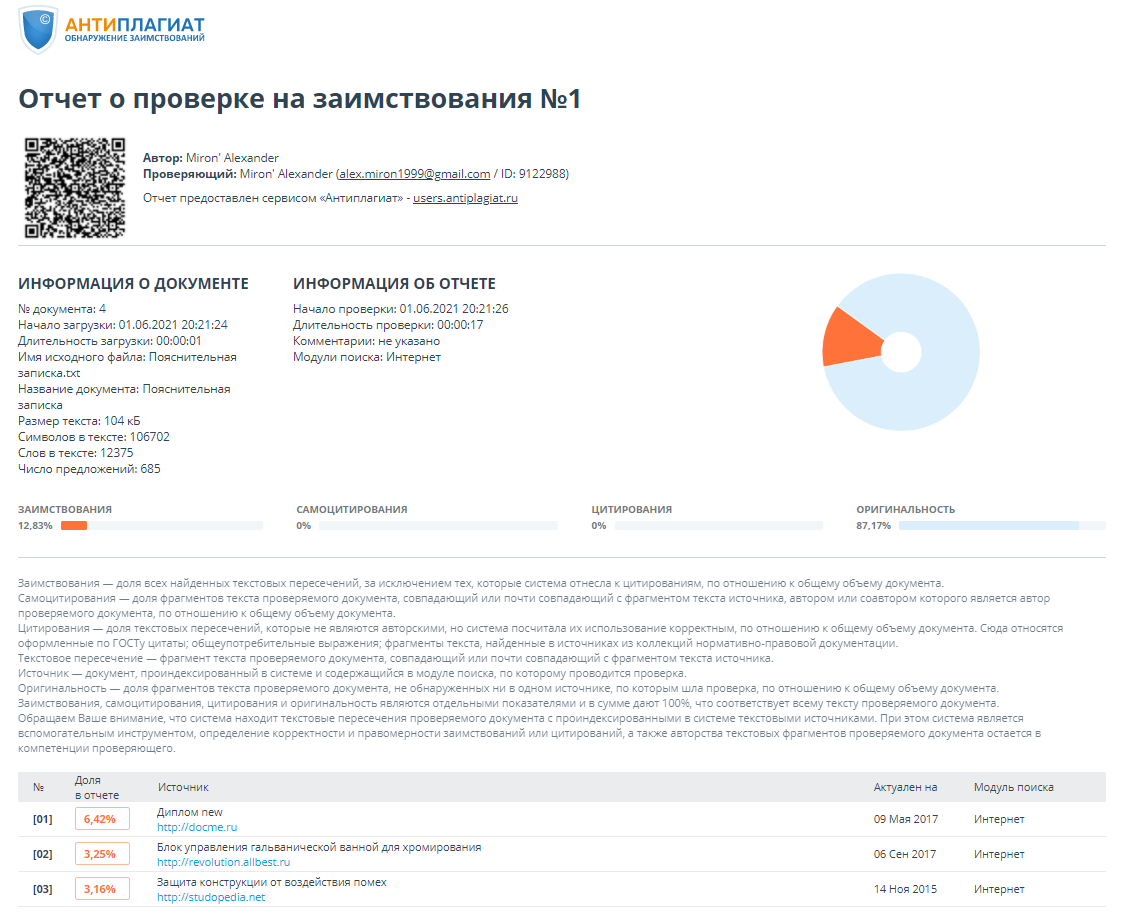 ©
АНТИПЛАГИАТ
ОБНАРУЖЕНИЕ ЗАИМСТВОВАНИЙ
Отчет о проверке на заимствования №1
Автор: Miron' Alexander
Проверяющий: Miron' Alexander (alex.miron1999@gmail.com / ID: 9122988)
Отчет предоставлен сервисом «Антиплагиат» - users.antiplagiat.ru
ИНФОРМАЦИЯ О ДОКУМЕНТЕ
№ документа: 4
Начало загрузки: 01.06.2021 20:21:24
Длительность загрузки: 00:00:01
Имя исходного файла: Пояснительная
записка.txt
Название документа: Пояснительная
записка
Размер текста: 104 кБ
Cимволов в тексте: 106702
Слов в тексте: 12375
Число предложений: 685
ИНФОРМАЦИЯ ОБ ОТЧЕТЕ
Начало проверки: 01.06.2021 20:21:26
Длительность проверки: 00:00:17
Комментарии: не указано
Модули поиска: Интернет
ЗАИМСТВОВАНИЯ
12,83%
САМОЦИТИРОВАНИЯ
0%
ЦИТИРОВАНИЯ
0%
ОРИГИНАЛЬНОСТЬ
87,17%
Заимствования — доля всех найденных текстовых пересечений, за исключением тех, которые система отнесла к цитированиям, по отношению к общему объему документа.
Самоцитирования — доля фрагментов текста проверяемого документа, совпадающий или почти совпадающий с фрагментом текста источника, автором или соавтором которого является автор
проверяемого документа, по отношению к общему объему документа.
Цитирования — доля текстовых пересечений, которые не являются авторскими, но система посчитала их использование корректным, по отношению к общему объему документа. Сюда относятся
оформленные по ГОСТу цитаты; общеупотребительные выражения; фрагменты текста, найденные в источниках из коллекций нормативно-правовой документации.
Текстовое пересечение — фрагмент текста проверяемого документа, совпадающий или почти совпадающий с фрагментом текста источника.
Источник — документ, проиндексированный в системе и содержащийся в модуле поиска, по которому проводится проверка.
Оригинальность — доля фрагментов текста проверяемого документа, не обнаруженных ни в одном источнике, по которым шла проверка, по отношению к общему объему документа.
Заимствования, самоцитирования, цитирования и оригинальность являются отдельными показателями и в сумме дают 100%, что соответствует всему тексту проверяемого документа.
Обращаем Ваше внимание, что система находит текстовые пересечения проверяемого документа с проиндексированными в системе текстовыми источниками. При этом система является
вспомогательным инструментом, определение корректности и правомерности заимствований или цитирований, а также авторства текстовых фрагментов проверяемого документа остается в
компетенции проверяющего.
№ Доля Источник Актуален на Модуль поиска
в отчете
[01] 6,42% Диплом new 09 Мая 2017 Интернет
http://docme.ru
[02] 3,25% Блок управления гальванической ванной для хромирования 06 Сен 2017 Интернет
http://revolution.allbest.ru
[03] 3,16% Защита конструкции от воздействия помех 14 Ноя 2015 Интернет
http://studopedia.net